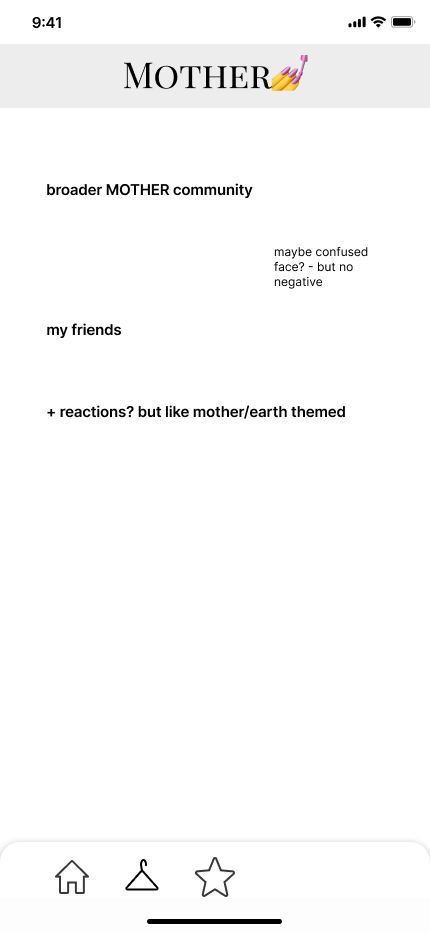 9:41
MOTHER💅
broader MOTHER community
maybe confused
face? - but no
negative
my friends
+ reactions? but like mother/earth themed